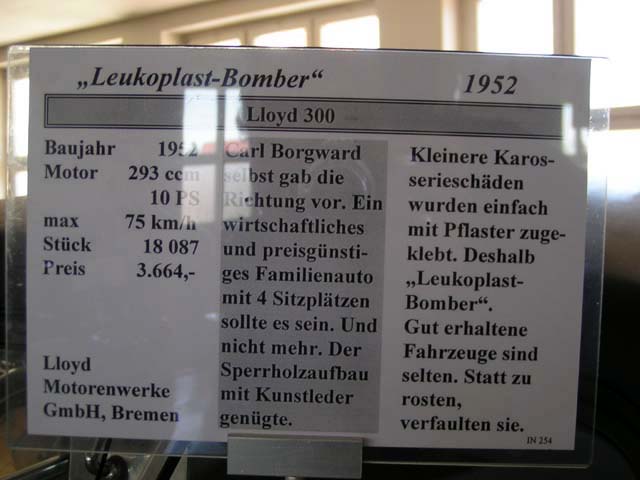 „Leukoplast-Bomber“ 1952
Lloyd 300
Baujahr 1952
Motor 293 ccm
10 PS
max 75 km/h
Stück 18 087
Preis 3.664,-
Lloyd
Motorenwerke
GmbH, Bremen
Carl Borgward
selbst gab die
Richtung vor. Ein
wirtschaftliches
und preisgünsti-
ges Familienauto
mit 4 Sitzplätzen
sollte es sein. Und
nicht mehr. Der
Sperrholzaufbau
mit Kunstleder
genügte.
Kleinere Karos-
serieschäden
wurden einfach
mit Pflaster zuge-
klebt. Deshalb
„Leukoplast-
Bomber“.
Gut erhaltene
Fahrzeuge sind
selten. Statt zu
rosten,
verfaulten sie.
IN 254